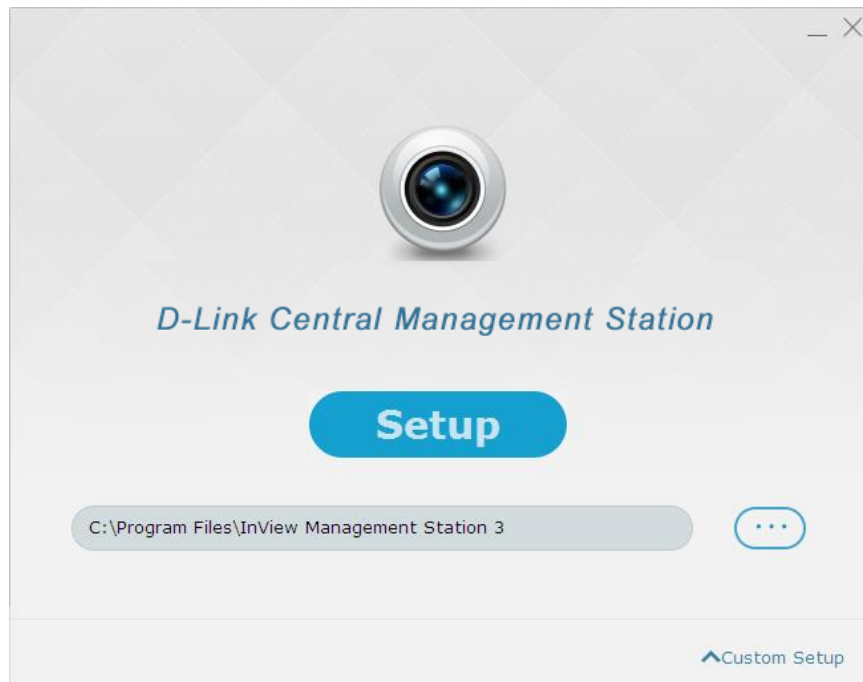 D-Link Central Management Station
Setup
C:\Program Files\InView Management Station 3
...
Custom Setup